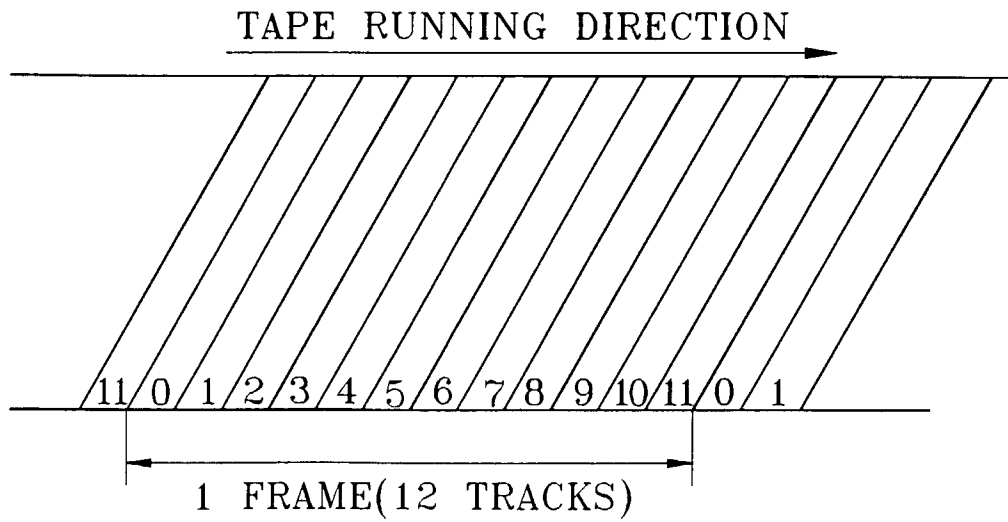 TAPE RUNNING DIRECTION
11 0 1 2 3 4 5 6 7 8 9 10 11 0 1
1 FRAME(12 TRACKS)